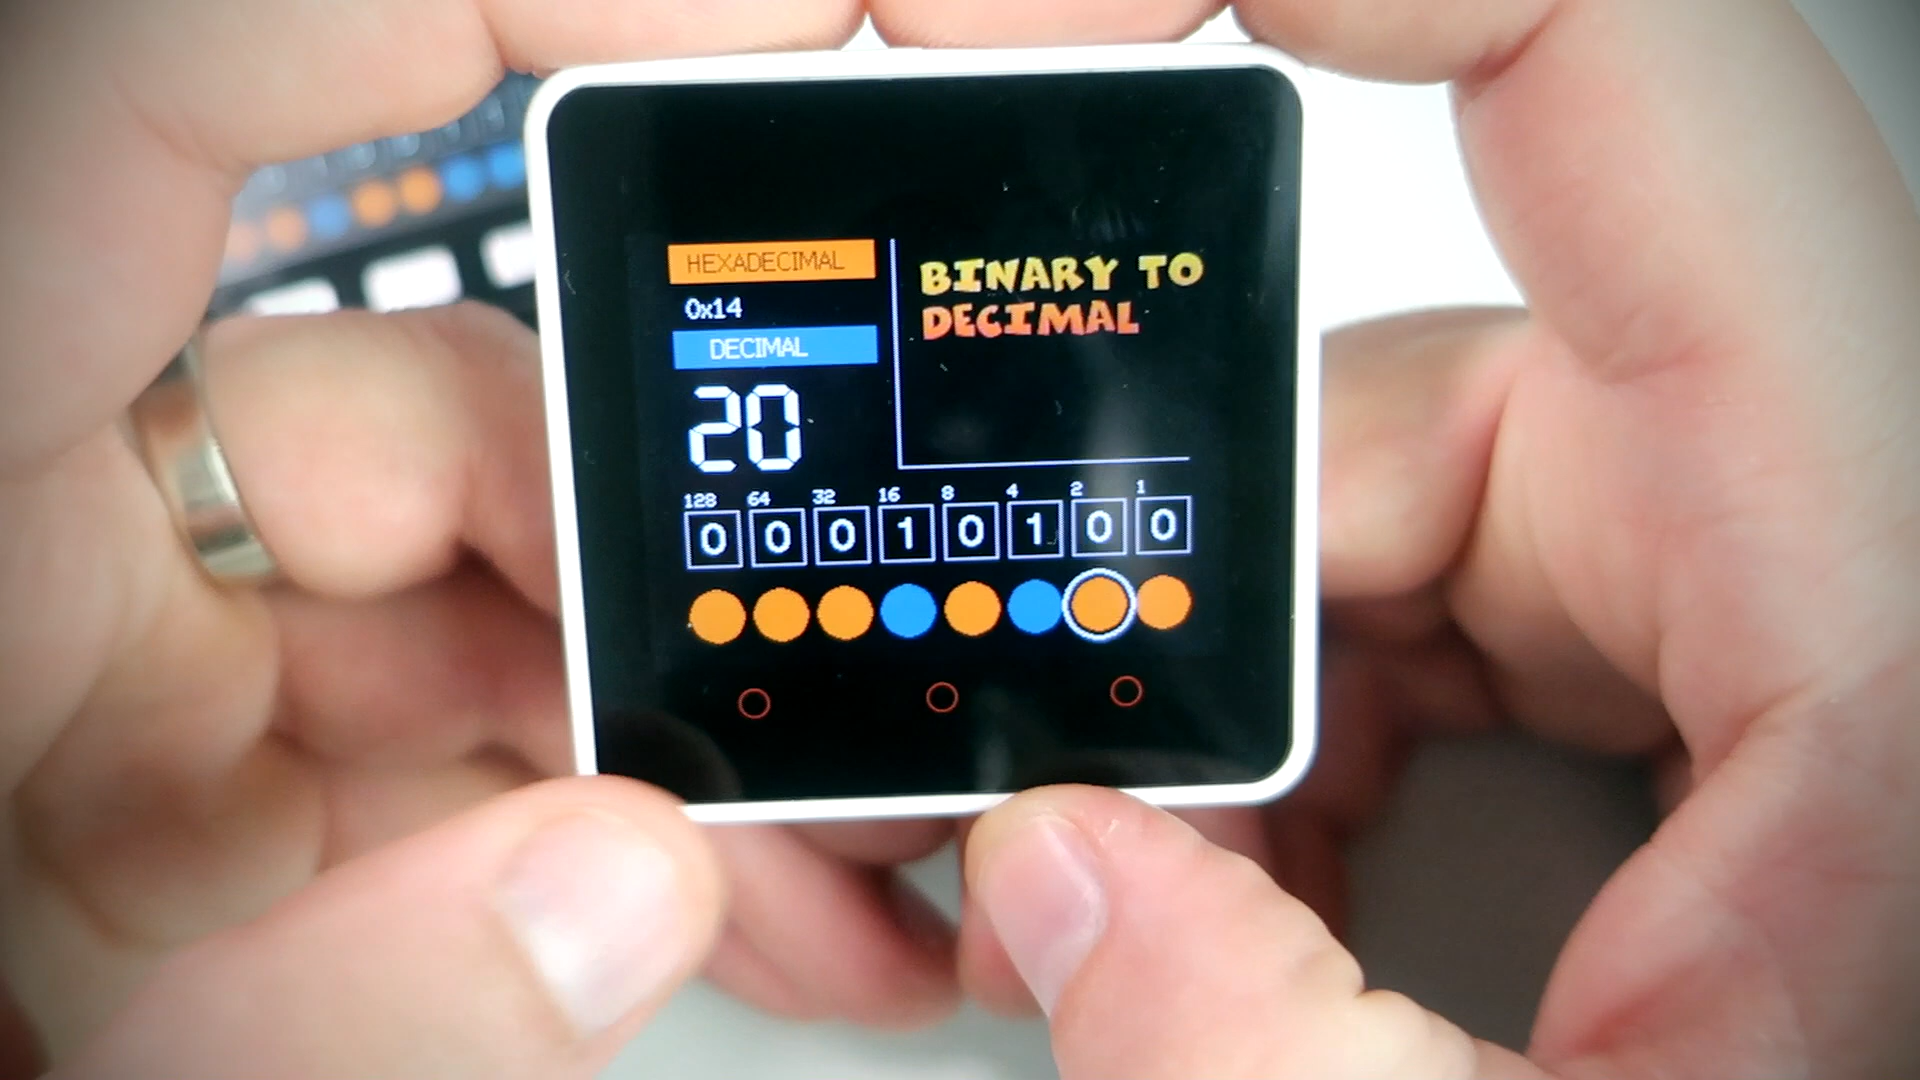 HEXADECIMAL
0x14
DECIMAL
20
BINARY TO
DECIMAL
128 64 32 16 8 4 2 1
0 0 0 1 0 1 0 0